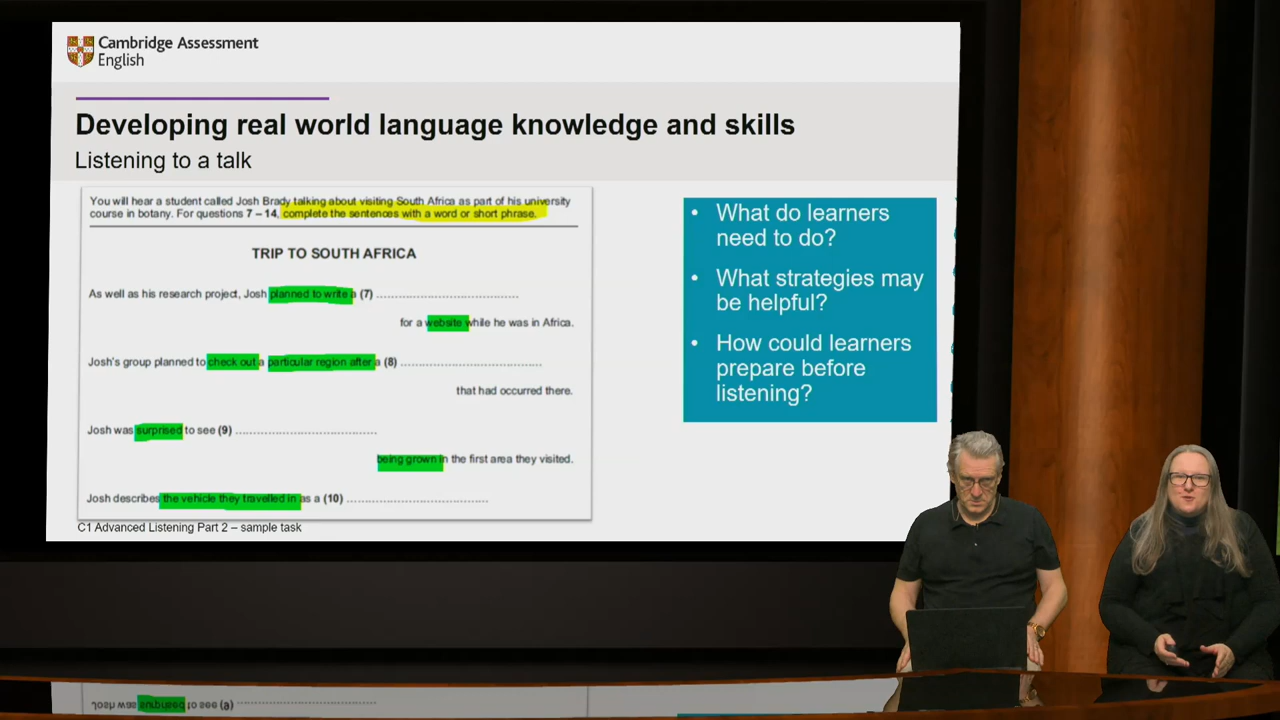 Cambridge Assessment
English
Developing real world language knowledge and skills
Listening to a talk
You will hear a student called Josh Brady talking about visiting South Africa as part of his university
course in botany. For questions 7 – 14, complete the sentences with a word or short phrase.
TRIP TO SOUTH AFRICA
As well as his research project, Josh planned to write a (7) ......................................
for a website while he was in Africa.
Josh's group planned to check out a particular region after a (8) ......................................
that had occurred there.
Josh was surprised to see (9) ......................................
being grown in the first area they visited.
Josh describes the vehicle they travelled in as a (10) ......................................
C1 Advanced Listening Part 2 – sample task
• What do learners
need to do?
• What strategies may
be helpful?
• How could learners
prepare before
listening?